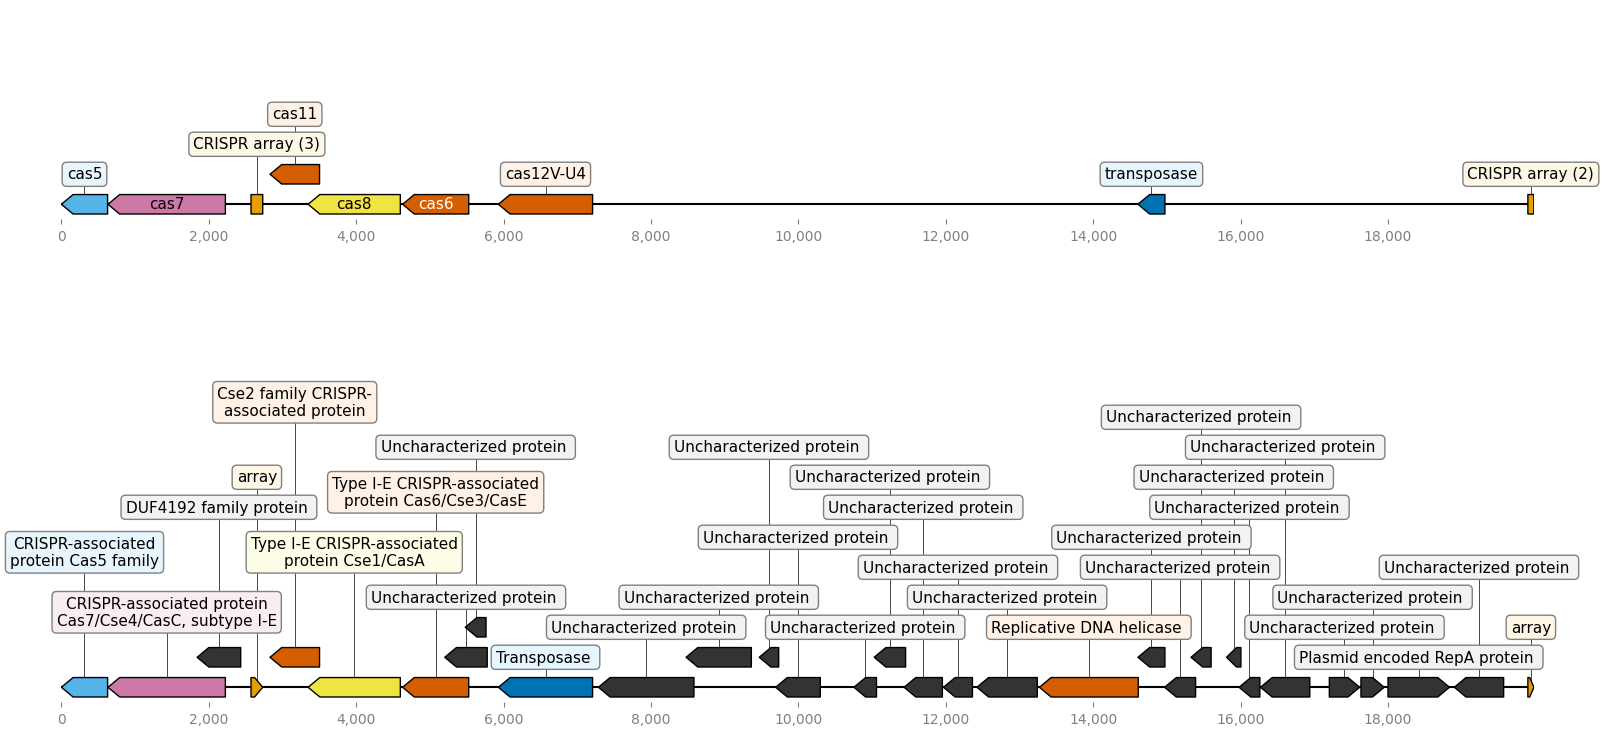 cas11
CRISPR array (3)
cas5
cas12V-U4
transposase
CRISPR array (2)
cas7
cas8
cas6
0
2,000
4,000
6,000
8,000
10,000
12,000
14,000
16,000
18,000
Cse2 family CRISPR-
associated protein
Uncharacterized protein
Uncharacterized protein
Uncharacterized protein
Uncharacterized protein
array
Type I-E CRISPR-associated
protein Cas6/Cse3/CasE
Uncharacterized protein
Uncharacterized protein
DUF4192 family protein
Uncharacterized protein
Uncharacterized protein
CRISPR-associated
protein Cas5 family
Type I-E CRISPR-associated
protein Cse1/CasA
Uncharacterized protein
Uncharacterized protein
Uncharacterized protein
Uncharacterized protein
Uncharacterized protein
CRISPR-associated protein
Cas7/Cse4/CasC, subtype I-E
Uncharacterized protein
Uncharacterized protein
Uncharacterized protein
Uncharacterized protein
Uncharacterized protein
Uncharacterized protein
Replicative DNA helicase
Uncharacterized protein
array
Transposase
Plasmid encoded RepA protein
0
2,000
4,000
6,000
8,000
10,000
12,000
14,000
16,000
18,000